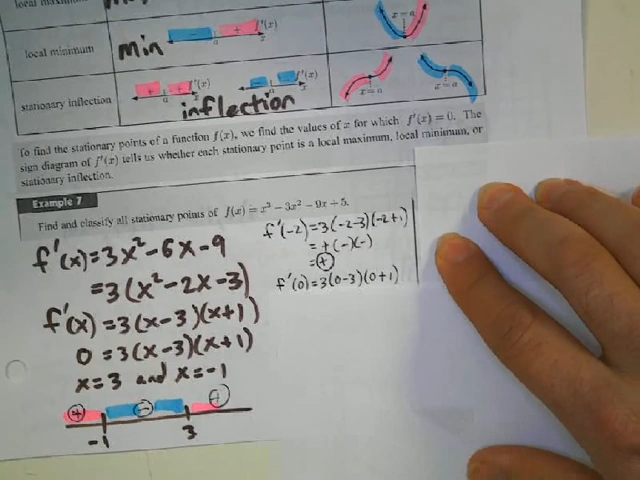 local
local minimum min − + f'(x) a x x=a
stationary inflection + + f'(x) a x − − f'(x) a x x=a x=a
inflection
To find the stationary points of a function f(x), we find the values of x for which f'(x) = 0. The
sign diagram of f'(x) tells us whether each stationary point is a local maximum, local minimum, or
stationary inflection.
Example 7
Find and classify all stationary points of f(x) = x³ − 3x² − 9x + 5.
f'(x)=3x²−6x−9
=3(x²−2x−3)
f'(x)=3(x−3)(x+1)
0=3(x−3)(x+1)
x=3 and x=−1
+ − +
−1 3
f'(−2)=3(−2−3)(−2+1)
=+(−)(−)
=+
f'(0)=3(0−3)(0+1)